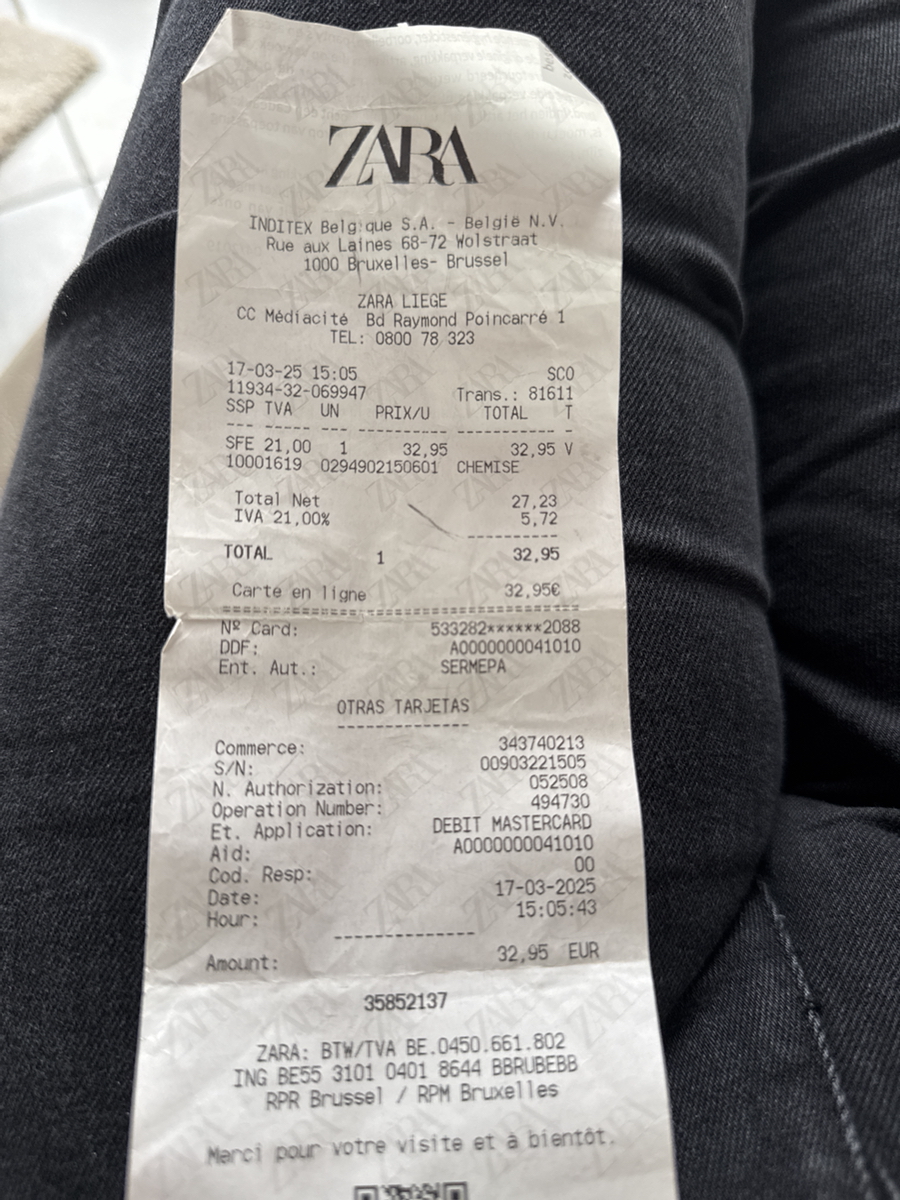 ZARA
INDITEX Belgique S.A. - België N.V.
Rue aux Laines 68-72 Wolstraat
1000 Bruxelles- Brussel
ZARA LIEGE
CC Médiacité Bd Raymond Poincarré 1
TEL: 0800 78 323
17-03-25 15:05 SCO
11934-32-069947 Trans.: 81611
SSP TVA UN PRIX/U TOTAL T
--- ----- --- ---------- ----------- -
SFE 21,00 1 32,95 32,95 V
10001619 0294902150601 CHEMISE
Total Net 27,23
IVA 21,00% 5,72
----------
TOTAL 1 32,95
Carte en ligne 32,95€
========================================
Nº Card: 533282******2088
DDF: A0000000041010
Ent. Aut.: SERMEPA
OTRAS TARJETAS
---------------
Commerce: 343740213
S/N: 00903221505
N. Authorization: 052508
Operation Number: 494730
Et. Application: DEBIT MASTERCARD
Aid: A0000000041010
Cod. Resp: 00
Date: 17-03-2025
Hour: 15:05:43
---------------
Amount: 32,95 EUR
35852137
ZARA: BTW/TVA BE.0450.661.802
ING BE55 3101 0401 8644 BBRUBEBB
RPR Brussel / RPM Bruxelles
Merci pour votre visite et à bientôt.